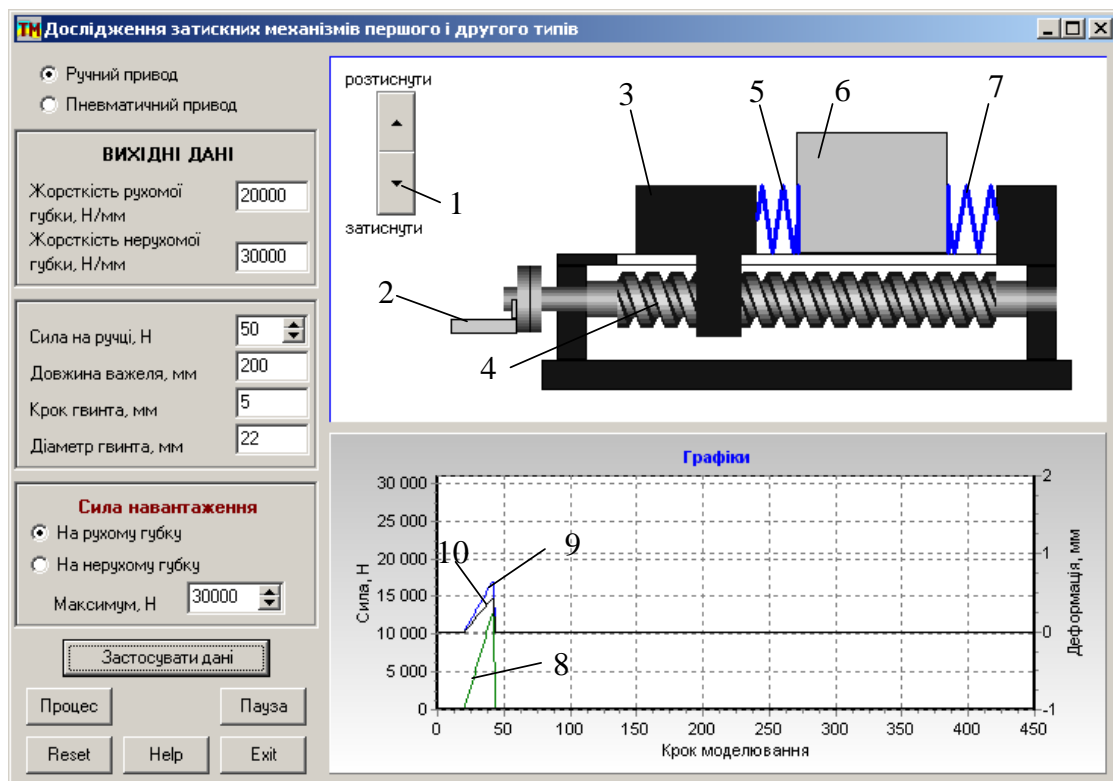 ТМ Дослідження затискних механізмів першого і другого типів
Ручний привод
Пневматичний привод
ВИХІДНІ ДАНІ
Жорсткість рухомої
губки, Н/мм
20000
Жорсткість нерухомої
губки, Н/мм
30000
Сила на ручці, Н
50
Довжина важеля, мм
200
Крок гвинта, мм
5
Діаметр гвинта, мм
22
Сила навантаження
На рухому губку
На нерухому губку
Максимум, Н
30000
Застосувати дані
Процес
Пауза
Reset
Help
Exit
розтиснути
затиснути
1
2
3
4
5
6
7
Графіки
30 000
25 000
20 000
15 000
10 000
5 000
0
Сила, Н
2
1
0
-1
Деформація, мм
10
9
8
0
50
100
150
200
250
300
350
400
450
Крок моделювання